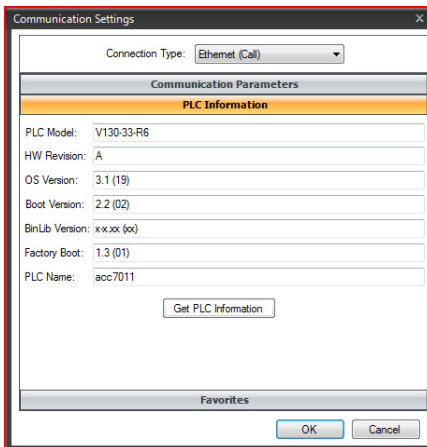 Communication Settings X
Connection Type: Ethernet (Call)
Communication Parameters
PLC Information
PLC Model: V130-33-R6
HW Revision: A
OS Version: 3.1 (19)
Boot Version: 2.2 (02)
BinLib Version: x-x.xx (xx)
Factory Boot: 1.3 (01)
PLC Name: acc7011
Get PLC Information
Favorites
OK Cancel